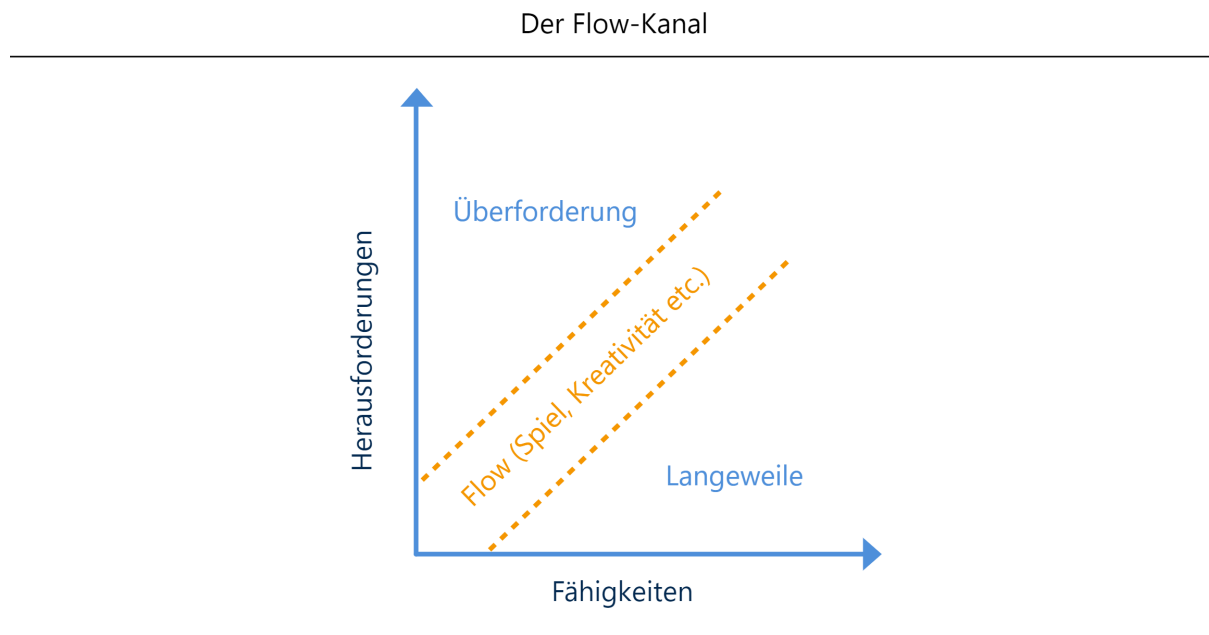 Der Flow-Kanal
Überforderung
Herausforderungen
Flow (Spiel, Kreativität etc.)
Langeweile
Fähigkeiten